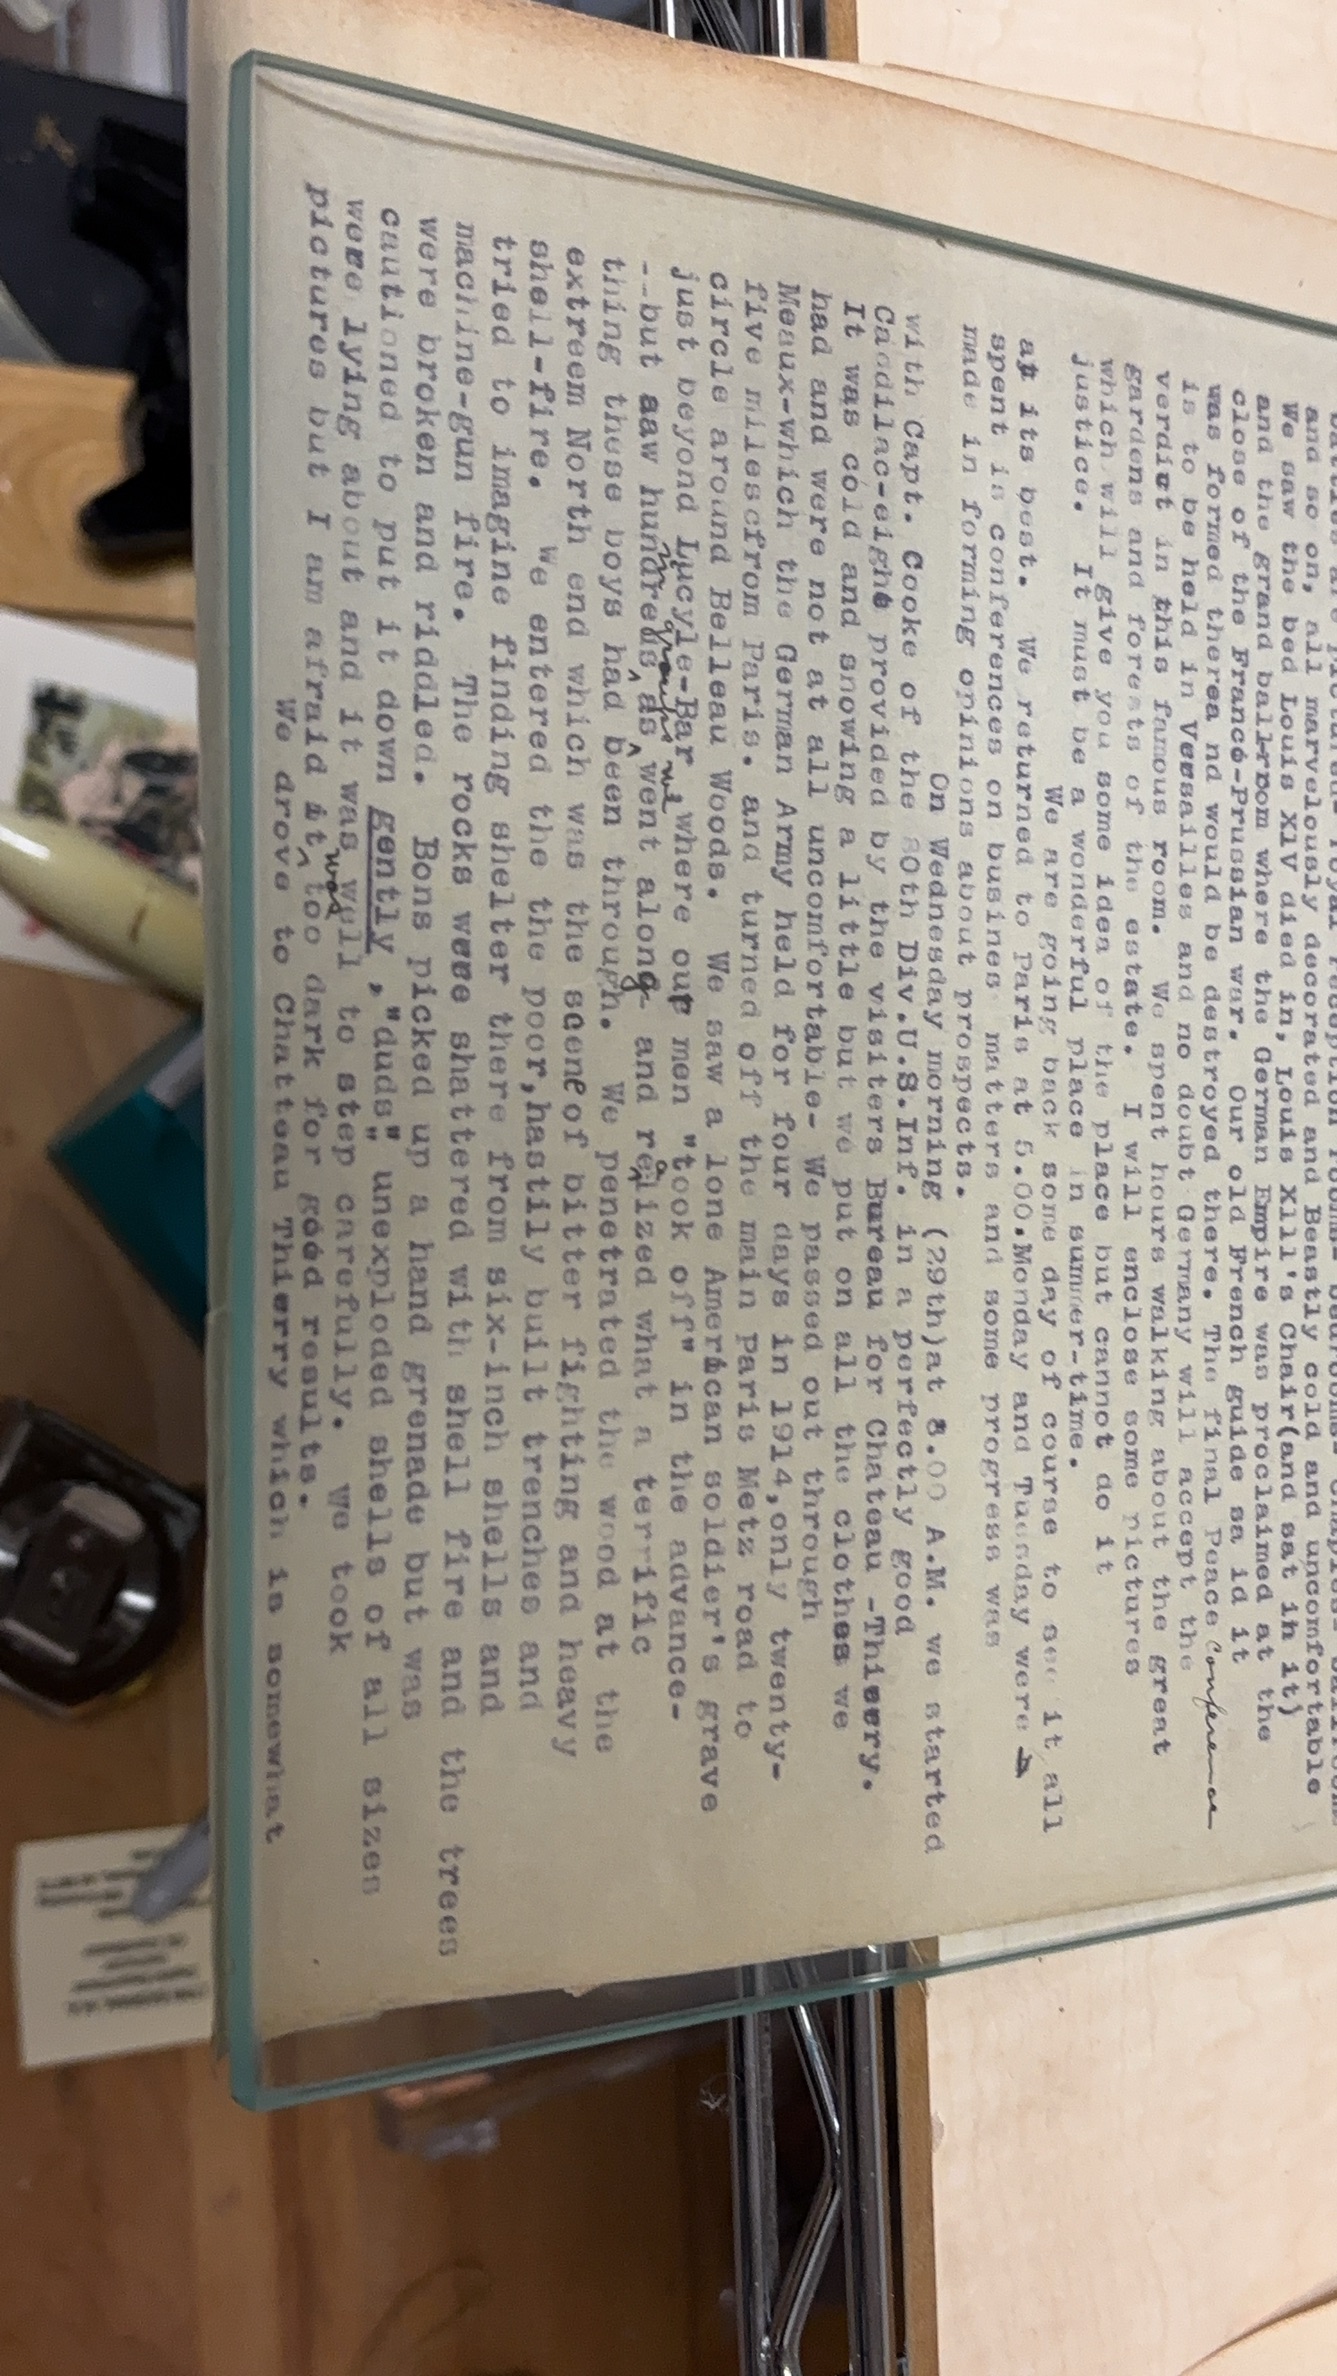 and so on, all marvelously decorated and Beastly cold and uncomfortable
We saw the bed Louis XlV died in, Louis Xlll's Chair(and sat in it)
and the grand ball-room where the German Empire was proclaimed at the
close of the Franco-Prussian war. Our old French guide sa id it
was formed therea nd would be destroyed there. The final Peace Conference
is to be held in Versailles and no doubt Germany will accept the
verdict in this famous room. We spent hours walking about the great
gardens and forests of the estate. I will enclose some pictures
which will give you some idea of the place but cannot do it
justice. It must be a wonderful place in summer-time.
We are going back some day of course to see it all
at its best. We returned to Paris at 5.00.Monday and Tuesday were
spent in conferences on business matters and some progress was
made in forming opinions about prospects.
On Wednesday morning (29th)at 8.00 A.M. we started
with Capt. Cooke of the 80th Div.U.S.Inf. in a perfectly good
Cadilac-eight provided by the visiters Bureau for Chateau -Thierry.
It was cold and snowing a little but we put on all the clothes we
had and were not at all uncomfortable- We passed out through
Meaux-which the German Army held for four days in 1914,only twenty-
five milesfrom Paris. and turned off the main Paris Metz road to
circle around Belleau Woods. We saw a lone American soldier's grave
just beyond Lucyle-Bar where our men "took off" in the advance-
--but saw hundreds more graves as we went along and realized what a terrific
thing these boys had been through. We penetrated the wood at the
extreem North end which was the scene of bitter fighting and heavy
shell-fire. We entered the the poor,hastily built trenches and
tried to imagine finding shelter there from six-inch shells and
machine-gun fire. The rocks were shattered with shell fire and the trees
were broken and riddled. Bons picked up a hand grenade but was
cautioned to put it down gently , "duds" unexploded shells of all sizes
were lying about and it was well to step carefully. We took
pictures but I am afraid it was too dark for good results.
We drove to Chatteau Thierry which is somewhat